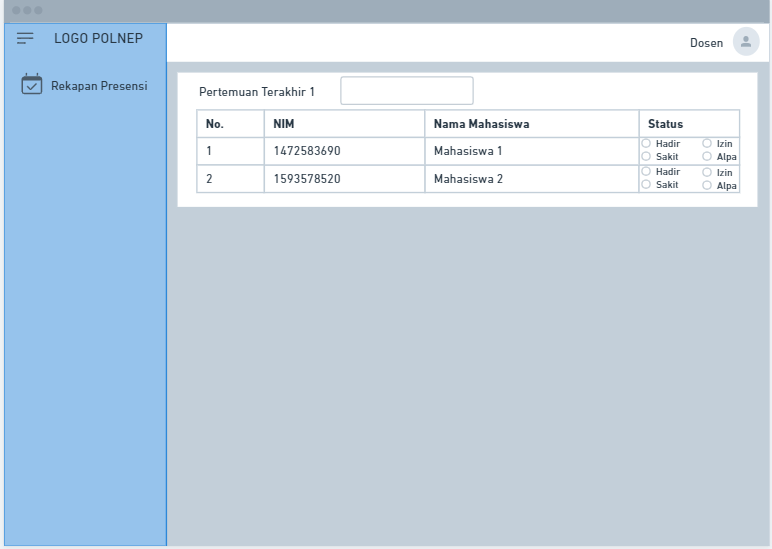 LOGO POLNEP
Dosen
Rekapan Presensi
Pertemuan Terakhir 1
No. NIM Nama Mahasiswa Status
1 1472583690 Mahasiswa 1 Hadir Izin
Sakit Alpa
2 1593578520 Mahasiswa 2 Hadir Izin
Sakit Alpa